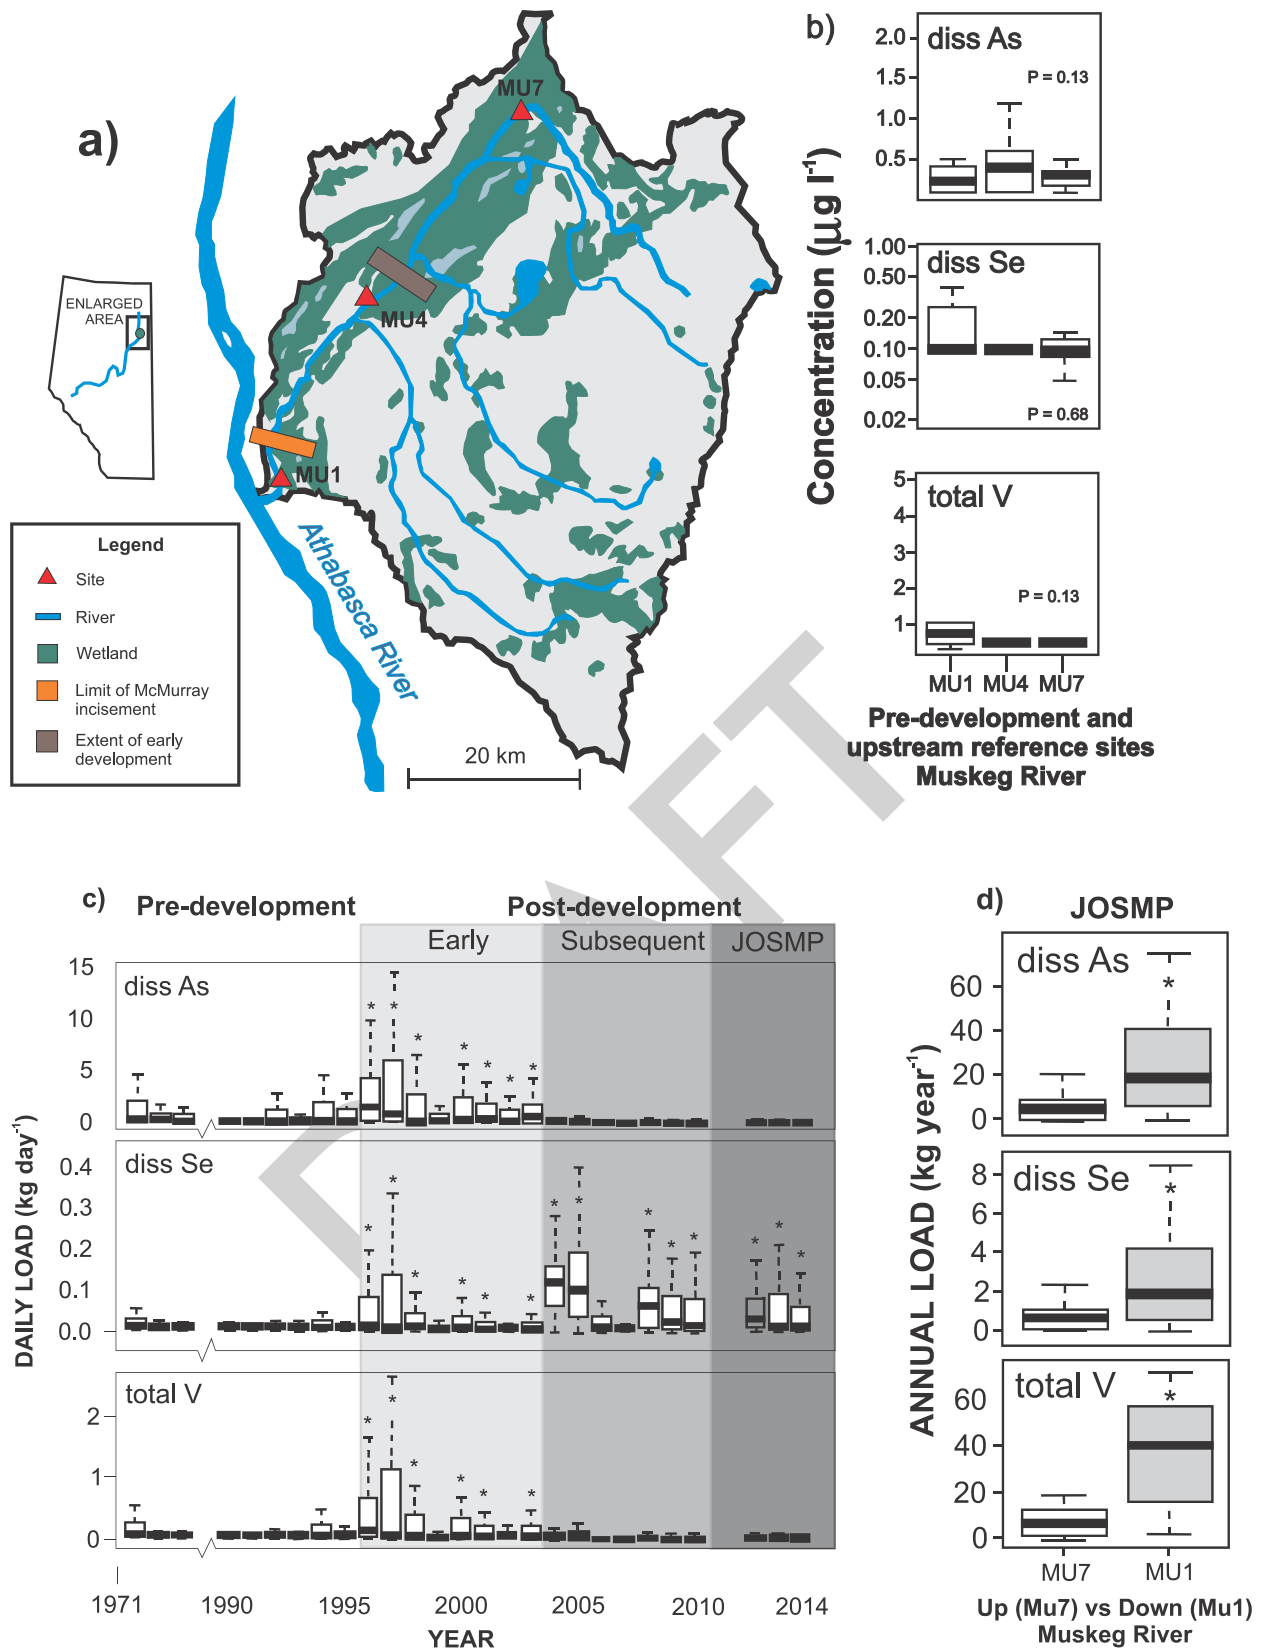 a)
MU7
MU4
MU1
ENLARGED
AREA
Athabasca River
Legend
Site
River
Wetland
Limit of McMurray
incisement
Extent of early
development
20 km
b)
Concentration (µg l-1)
diss As
P = 0.13
2.0
1.5
1.0
0.5
diss Se
1.00
0.50
0.20
0.10
0.05
0.02
P = 0.68
total V
5
4
3
2
1
P = 0.13
MU1 MU4 MU7
Pre-development and
upstream reference sites
Muskeg River
DRAFT
c)
Pre-development
Post-development
Early
Subsequent
JOSMP
DAILY LOAD (kg day-1)
diss As
15
10
5
0
* * * * * * *
diss Se
0.4
0.3
0.2
0.1
0.0
* * * * * * * * * * * * * *
total V
2
1
0
* * * * * *
1971 1990 1995 2000 2005 2010 2014
YEAR
d)
JOSMP
ANNUAL LOAD (kg year-1)
diss As
*
60
40
20
0
diss Se
*
8
6
4
2
0
total V
*
60
40
20
0
MU7 MU1
Up (Mu7) vs Down (Mu1)
Muskeg River